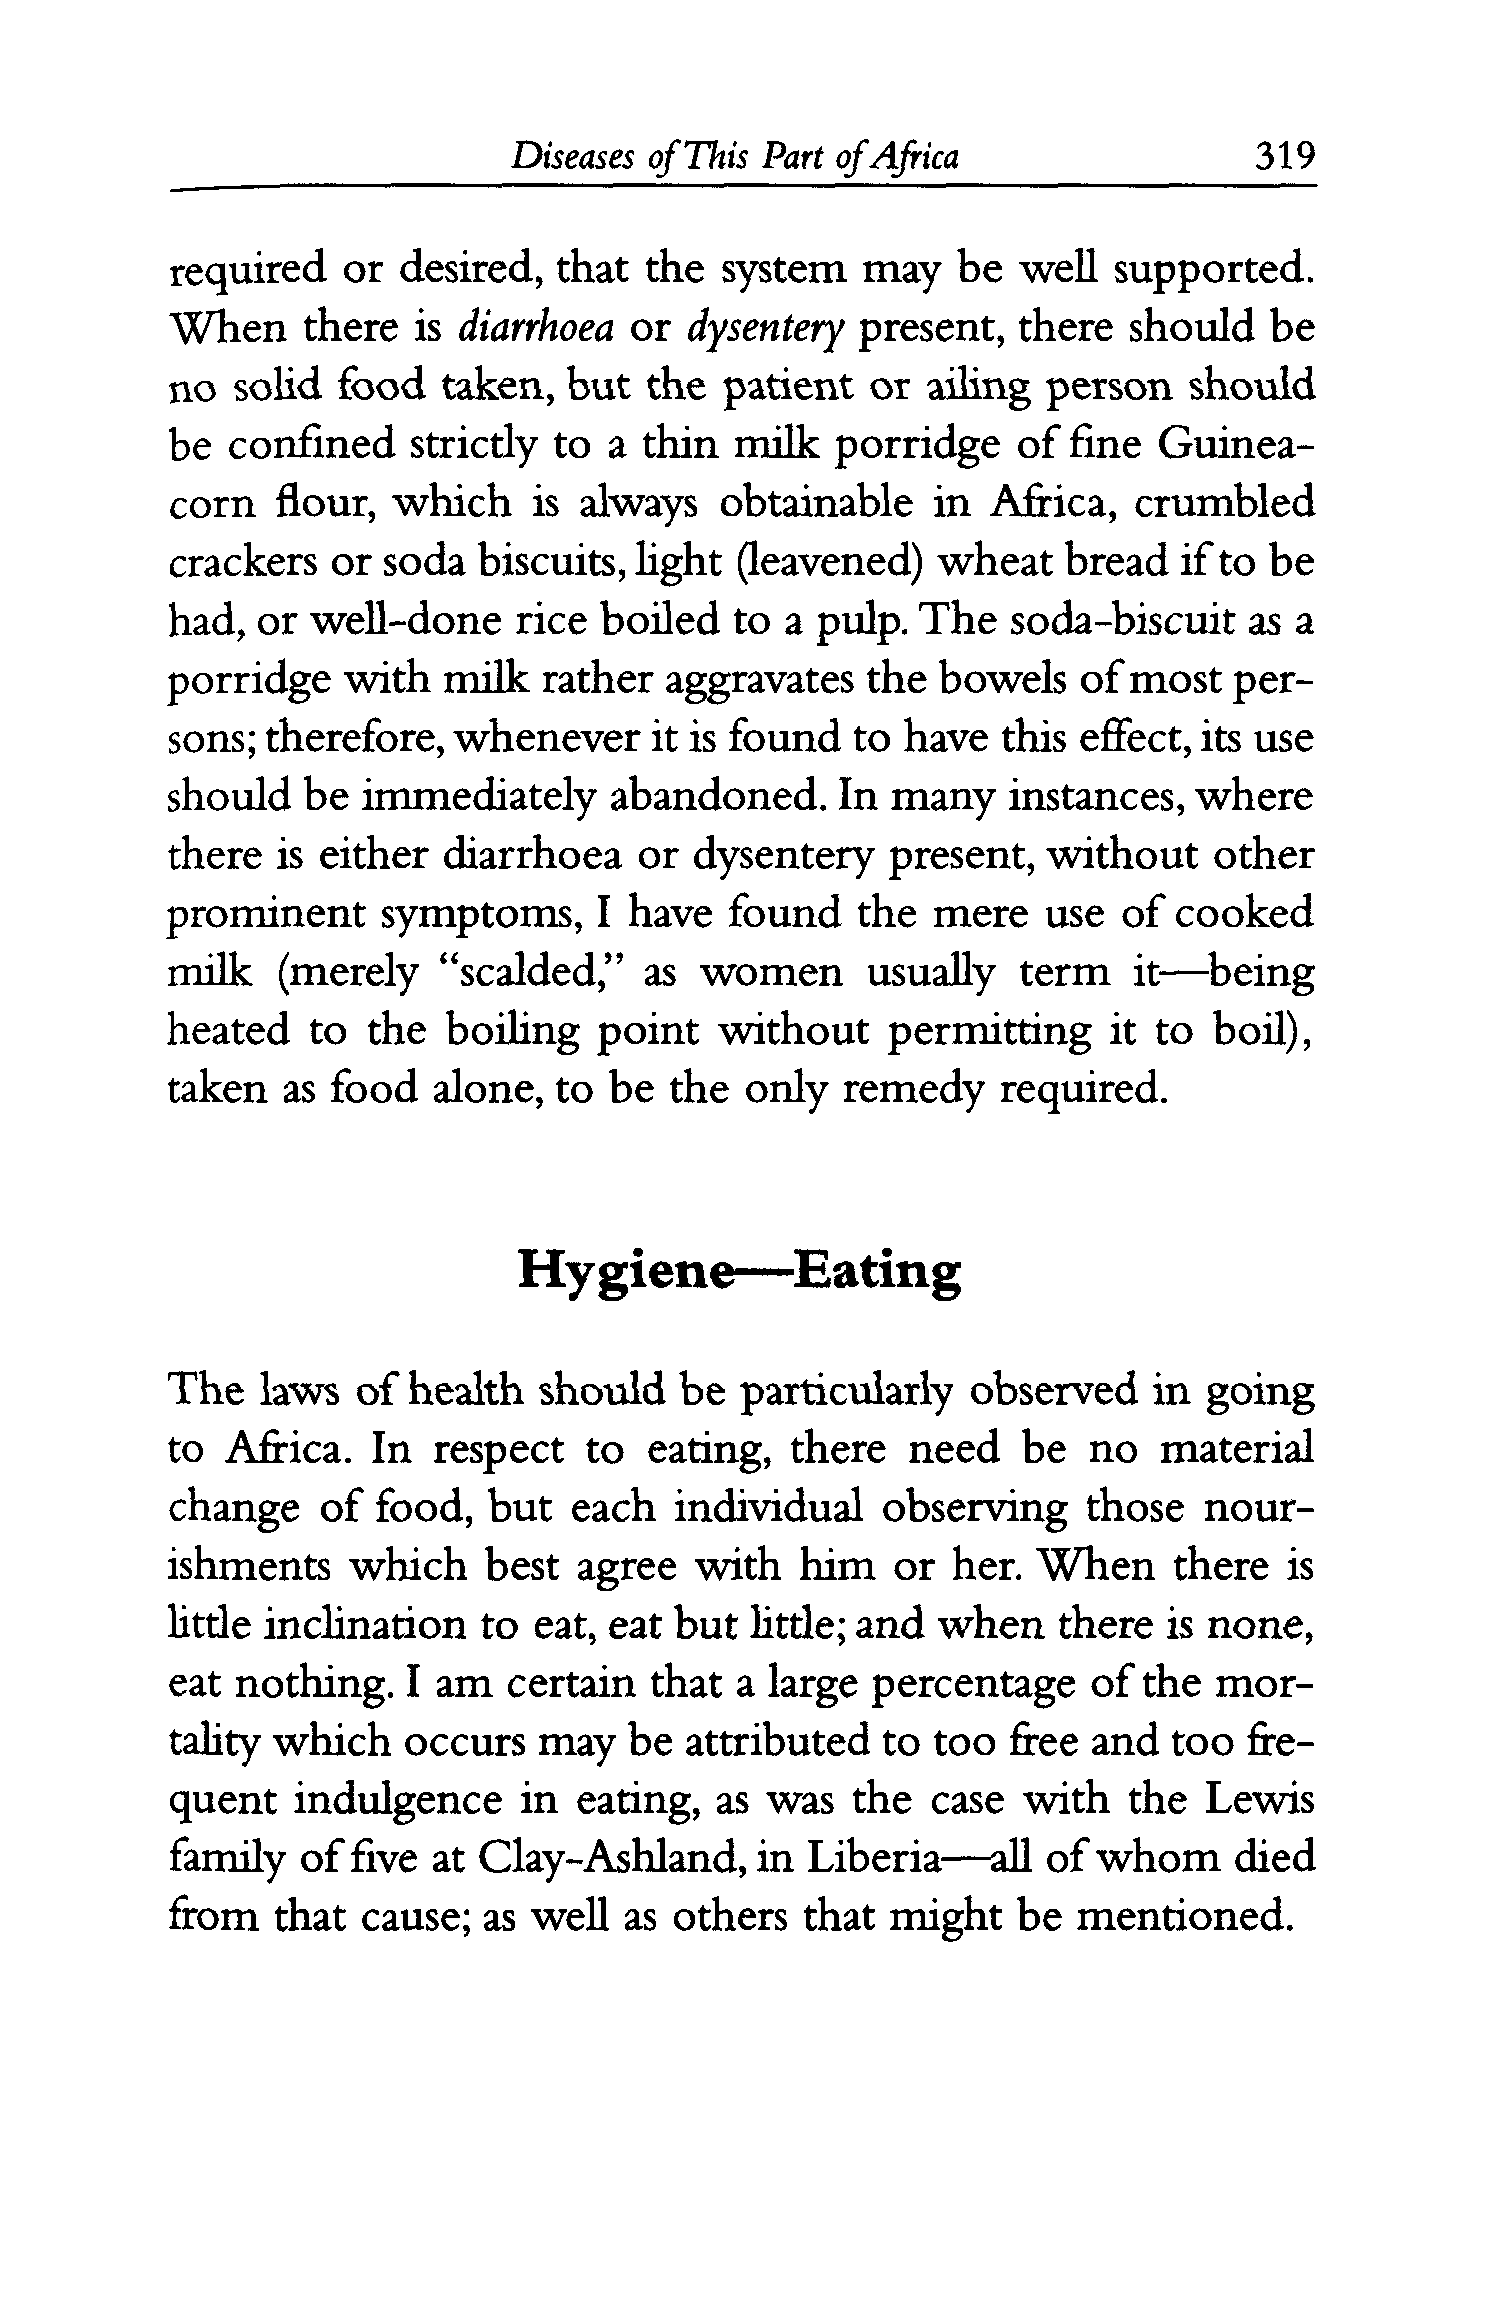 Diseases of This Part of Africa 319
required or desired, that the system may be well supported.
When there is diarrhoea or dysentery present, there should be
no solid food taken, but the patient or ailing person should
be confined strictly to a thin milk porridge of fine Guinea-
corn flour, which is always obtainable in Africa, crumbled
crackers or soda biscuits, light (leavened) wheat bread if to be
had, or well-done rice boiled to a pulp. The soda-biscuit as a
porridge with milk rather aggravates the bowels of most per-
sons; therefore, whenever it is found to have this effect, its use
should be immediately abandoned. In many instances, where
there is either diarrhoea or dysentery present, without other
prominent symptoms, I have found the mere use of cooked
milk (merely “scalded,” as women usually term it—being
heated to the boiling point without permitting it to boil),
taken as food alone, to be the only remedy required.
Hygiene—Eating
The laws of health should be particularly observed in going
to Africa. In respect to eating, there need be no material
change of food, but each individual observing those nour-
ishments which best agree with him or her. When there is
little inclination to eat, eat but little; and when there is none,
eat nothing. I am certain that a large percentage of the mor-
tality which occurs may be attributed to too free and too fre-
quent indulgence in eating, as was the case with the Lewis
family of five at Clay-Ashland, in Liberia—all of whom died
from that cause; as well as others that might be mentioned.